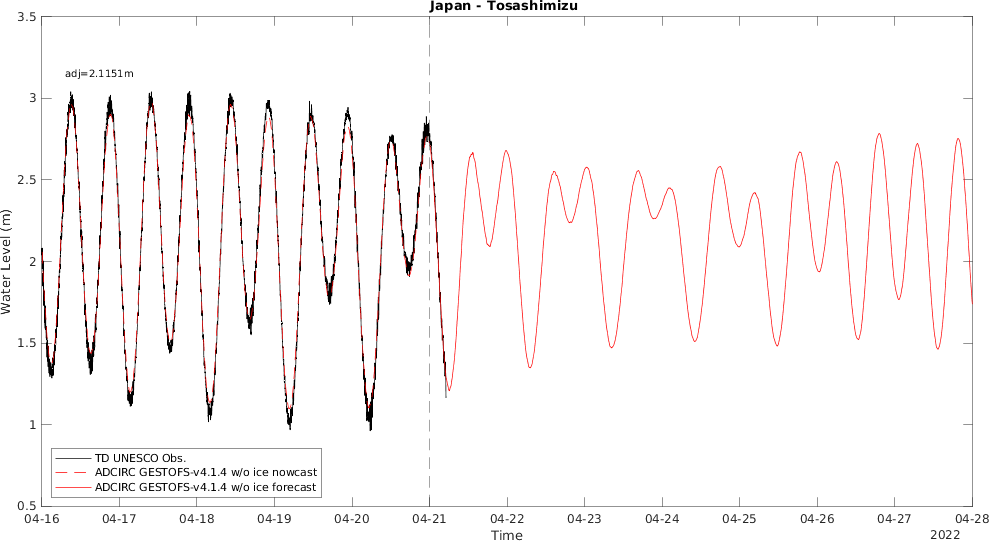 Japan - Tosashimizu
3.5
adj=2.1151m
3
2.5
2
1.5
1
0.5
Water Level (m)
TD UNESCO Obs.
ADCIRC GESTOFS-v4.1.4 w/o ice nowcast
ADCIRC GESTOFS-v4.1.4 w/o ice forecast
04-16 04-17 04-18 04-19 04-20 04-21 04-22 04-23 04-24 04-25 04-26 04-27 04-28
Time
2022